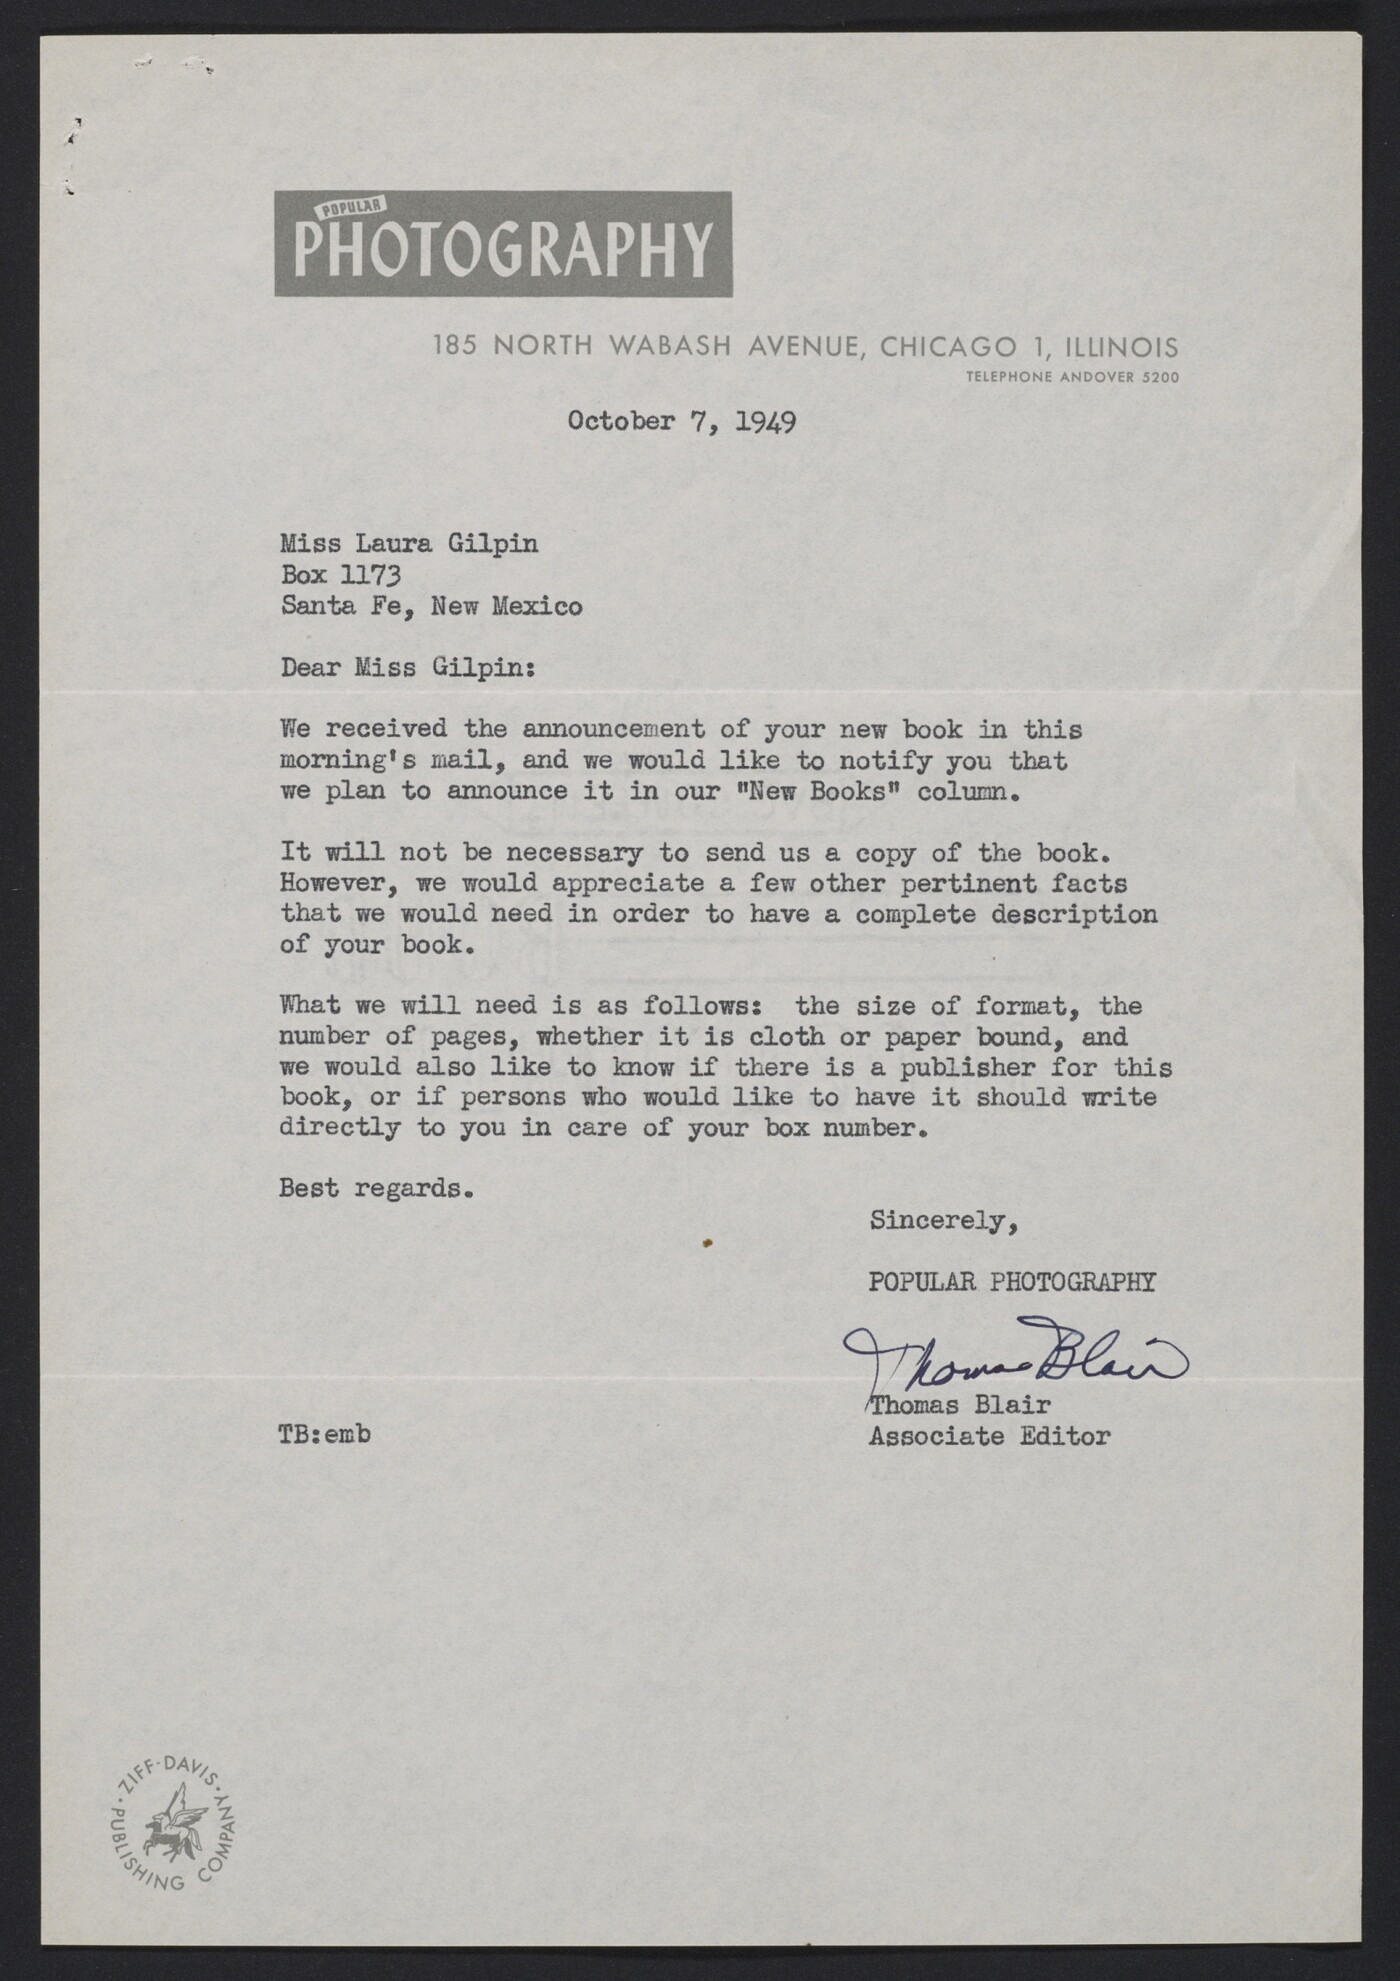 POPULAR
PHOTOGRAPHY
185 NORTH WABASH AVENUE, CHICAGO 1, ILLINOIS
TELEPHONE ANDOVER 5200
October 7, 1949
Miss Laura Gilpin
Box 1173
Santa Fe, New Mexico
Dear Miss Gilpin:
We received the announcement of your new book in this
morning's mail, and we would like to notify you that
we plan to announce it in our "New Books" column.
It will not be necessary to send us a copy of the book.
However, we would appreciate a few other pertinent facts
that we would need in order to have a complete description
of your book.
What we will need is as follows:  the size of format, the
number of pages, whether it is cloth or paper bound, and
we would also like to know if there is a publisher for this
book, or if persons who would like to have it should write
directly to you in care of your box number.
Best regards.
Sincerely,
POPULAR PHOTOGRAPHY
Thomas Blair
Thomas Blair
TB:emb
Associate Editor
ZIFF-DAVIS · PUBLISHING COMPANY ·